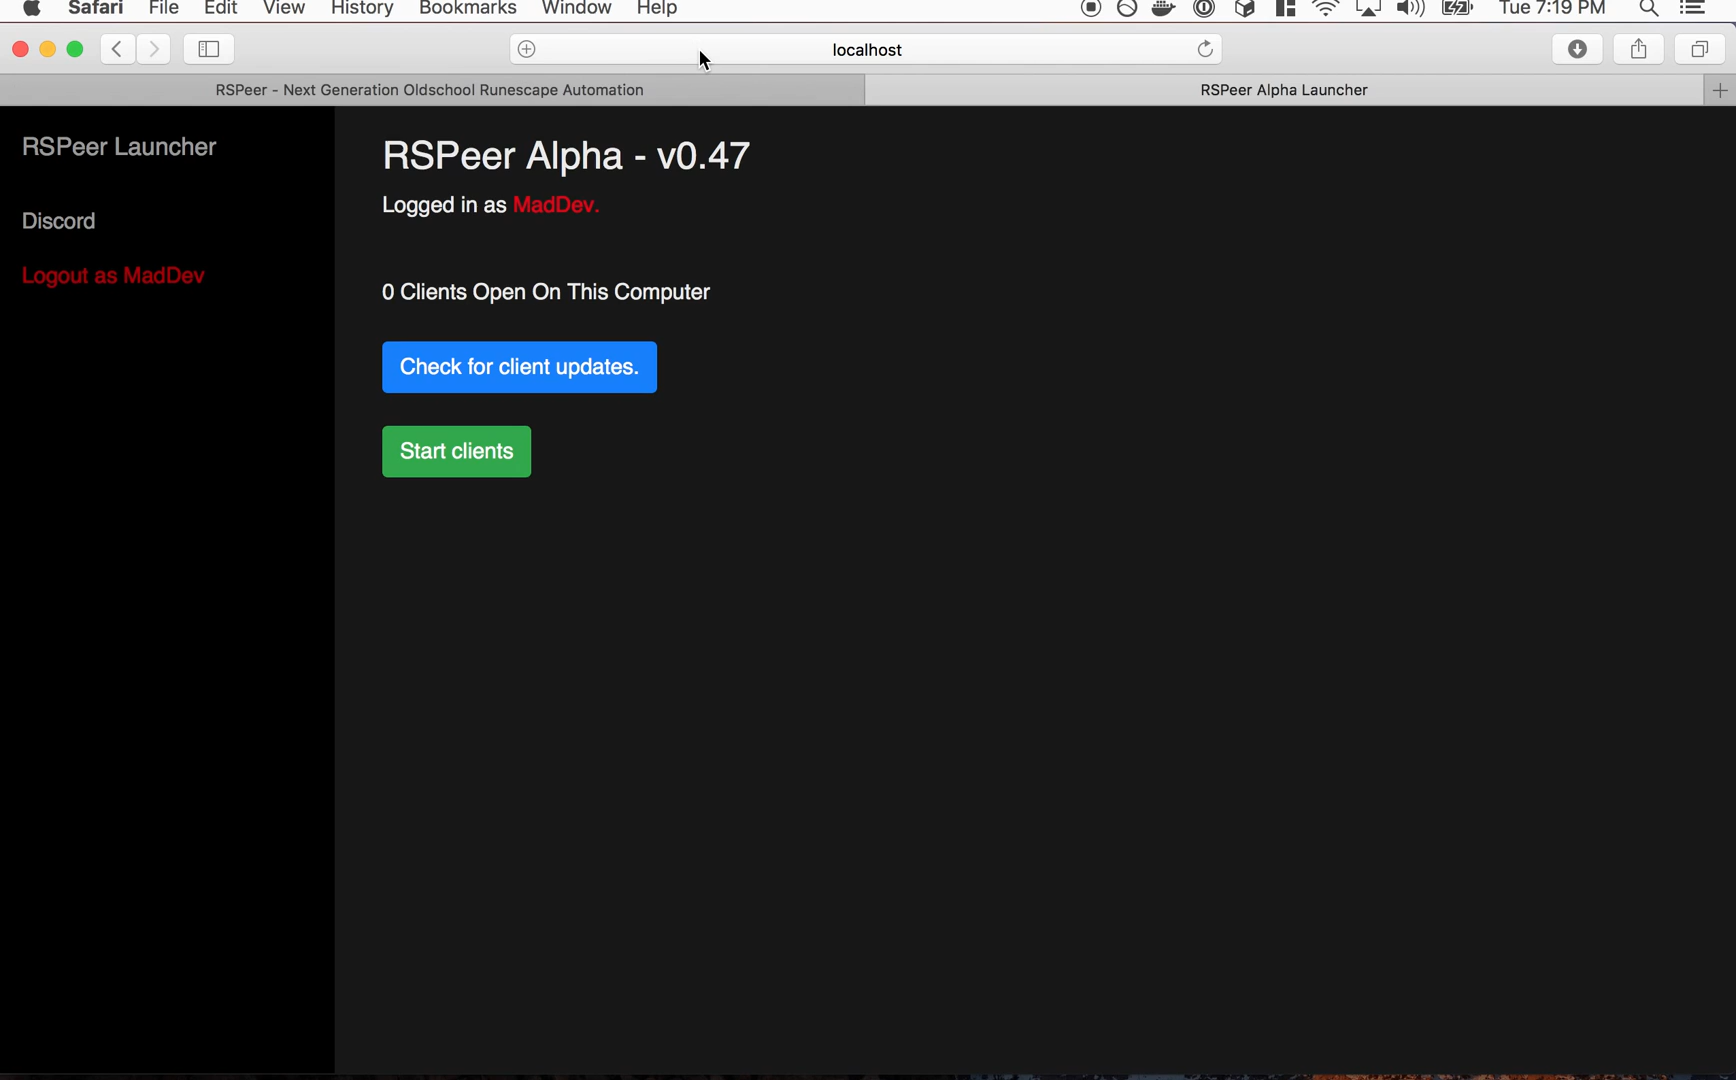 Safari File Edit View History Bookmarks Window Help Tue 7:19 PM
localhost
RSPeer - Next Generation Oldschool Runescape Automation
RSPeer Alpha Launcher
RSPeer Launcher
Discord
Logout as MadDev
RSPeer Alpha - v0.47
Logged in as MadDev.
0 Clients Open On This Computer
Check for client updates.
Start clients